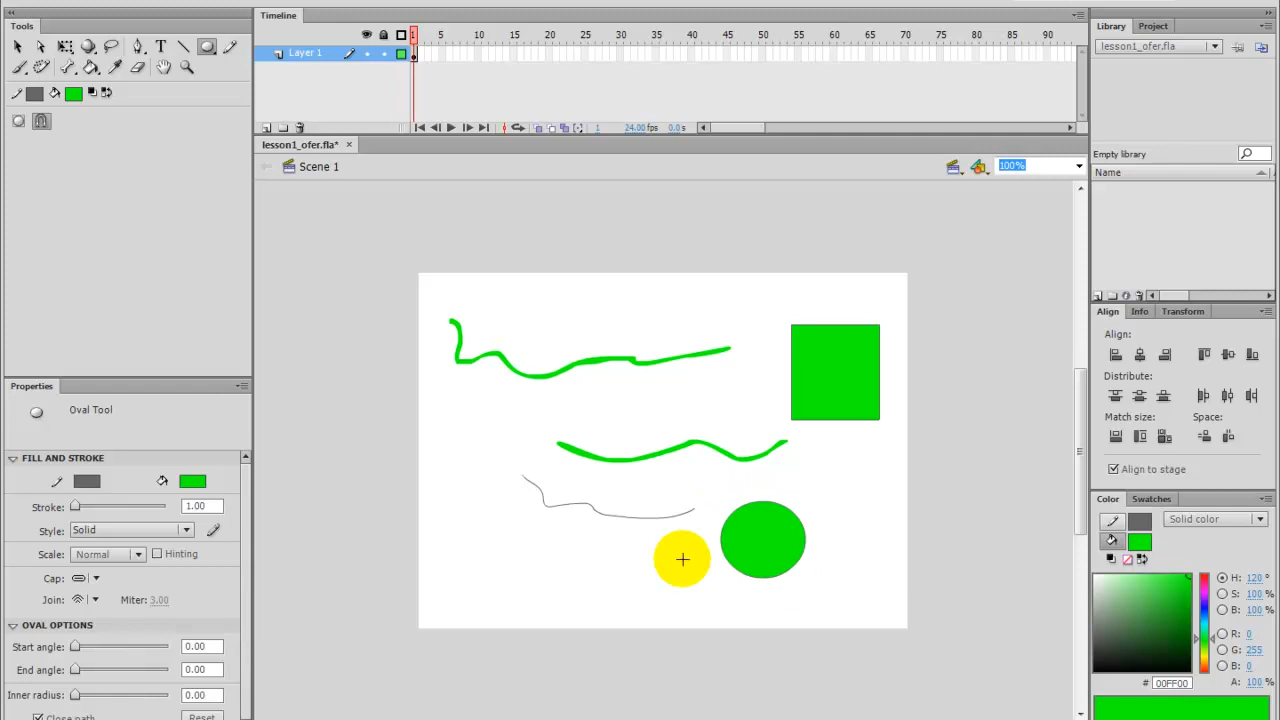 Tools
Timeline
Library
Project
1 5 10 15 20 25 30 35 40 45 50 55 60 65 70 75 80 85 90
Layer 1
lesson1_ofer.fla
1 24.00 fps 0.0 s
lesson1_ofer.fla*
Scene 1
100%
Empty library
Name
Align
Info
Transform
Align:
Distribute:
Match size:
Space:
Align to stage
Properties
Oval Tool
FILL AND STROKE
Stroke: 1.00
Style: Solid
Scale: Normal
Hinting
Cap:
Join:
Miter: 3.00
OVAL OPTIONS
Start angle: 0.00
End angle: 0.00
Inner radius: 0.00
Close path
Reset
Color
Swatches
Solid color
H: 120 °
S: 100 %
B: 100 %
R: 0
G: 255
B: 0
# 00FF00
A: 100 %